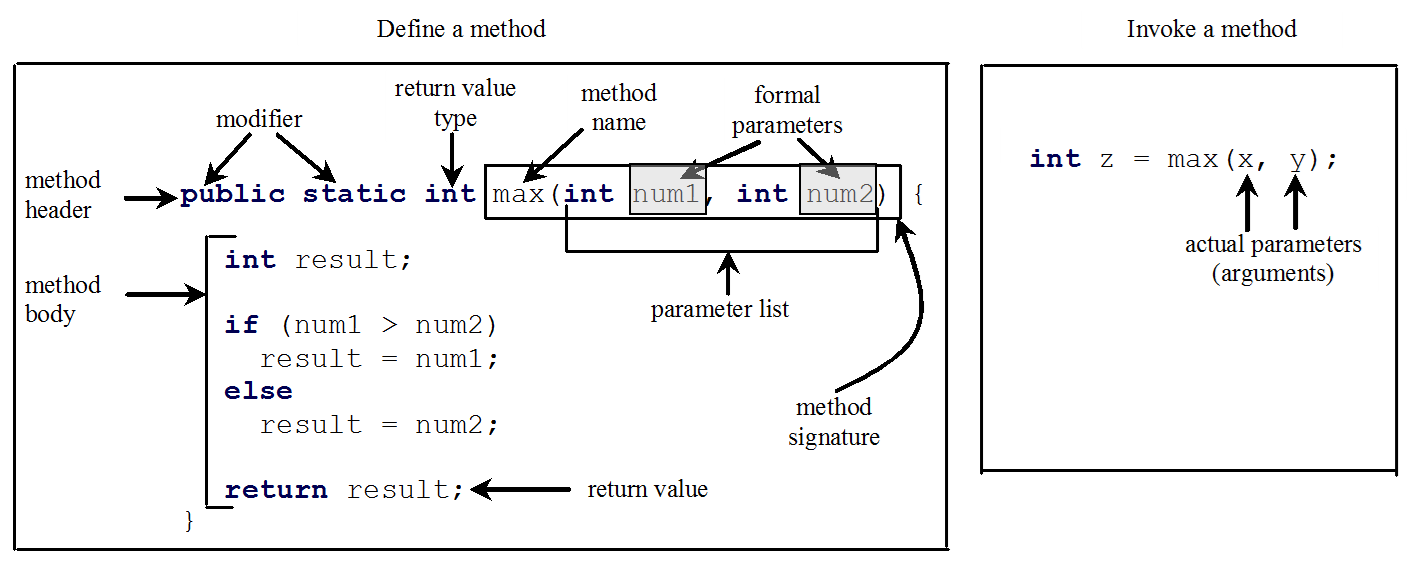 Define a method
Invoke a method
return value
type
method
name
formal
parameters
modifier
method
header
public static int max(int num1, int num2) {
int result;
method
body
parameter list
if (num1 > num2)
result = num1;
else
result = num2;
method
signature
return result;
return value
}
int z = max(x, y);
actual parameters
(arguments)